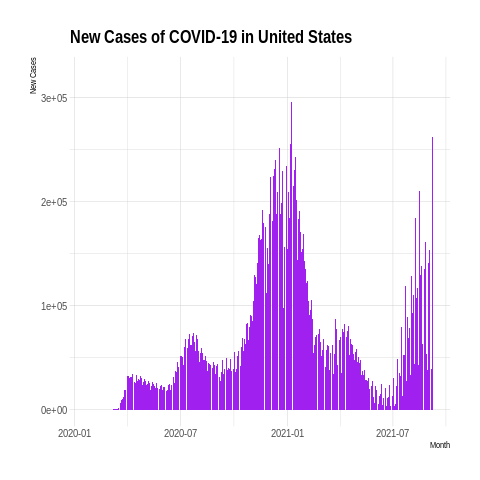 New Cases of COVID-19 in United States
New Cases
3e+05
2e+05
1e+05
0e+00
2020-01 2020-07 2021-01 2021-07
Month